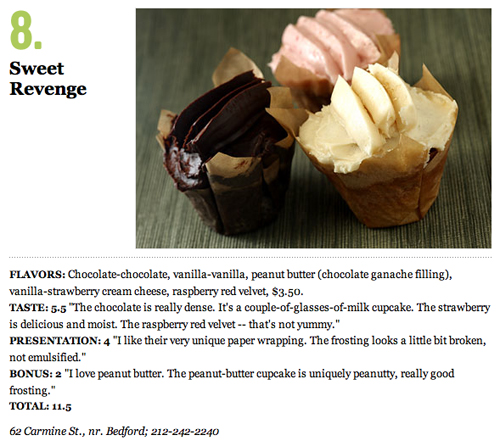 8.
Sweet
Revenge
FLAVORS: Chocolate-chocolate, vanilla-vanilla, peanut butter (chocolate ganache filling),
vanilla-strawberry cream cheese, raspberry red velvet, $3.50.
TASTE: 5.5 "The chocolate is really dense. It's a couple-of-glasses-of-milk cupcake. The strawberry
is delicious and moist. The raspberry red velvet -- that's not yummy."
PRESENTATION: 4 "I like their very unique paper wrapping. The frosting looks a little bit broken,
not emulsified."
BONUS: 2 "I love peanut butter. The peanut-butter cupcake is uniquely peanutty, really good
frosting."
TOTAL: 11.5
62 Carmine St., nr. Bedford; 212-242-2240